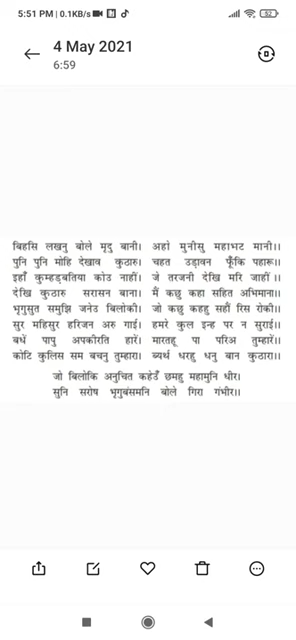 5:51 PM | 0.1KB/s
52
4 May 2021
6:59
बिहसि लखनु बोले मृदु बानी। अहो मुनीसु महाभट मानी।।
पुनि पुनि मोहि देखाव कुठारु। चहत उड़ावन फूँकि पहारू।।
इहाँ कुम्हड़बतिया कोउ नाहीं। जे तरजनी देखि मरि जाहीं।।
देखि कुठारु सरासन बाना। मैं कछु कहा सहित अभिमाना।।
भृगुसुत समुझि जनेउ बिलोकी। जो कछु कहहु सहौं रिस रोकी।।
सुर महिसुर हरिजन अरु गाई। हमरे कुल इन्ह पर न सुराई।।
बधें पापु अपकीरति हारें। मारतहू पा परिअ तुम्हारें।।
कोटि कुलिस सम बचनु तुम्हारा। ब्यर्थ धरहु धनु बान कुठारा।।
जो बिलोकि अनुचित कहेउँ छमहु महामुनि धीर।
सुनि सरोष भृगुबंसमनि बोले गिरा गंभीर।।